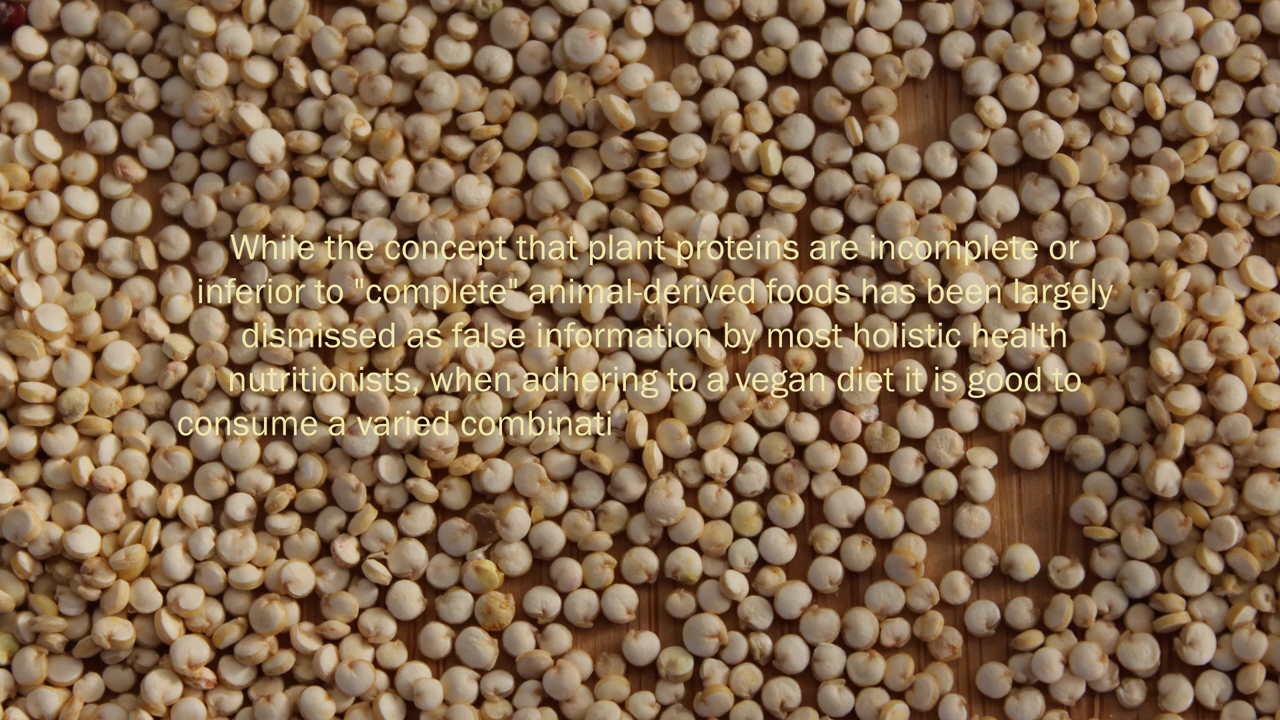 While the concept that plant proteins are incomplete or
inferior to "complete" animal-derived foods has been largely
dismissed as false information by most holistic health
nutritionists, when adhering to a vegan diet it is good to
consume a varied combinati